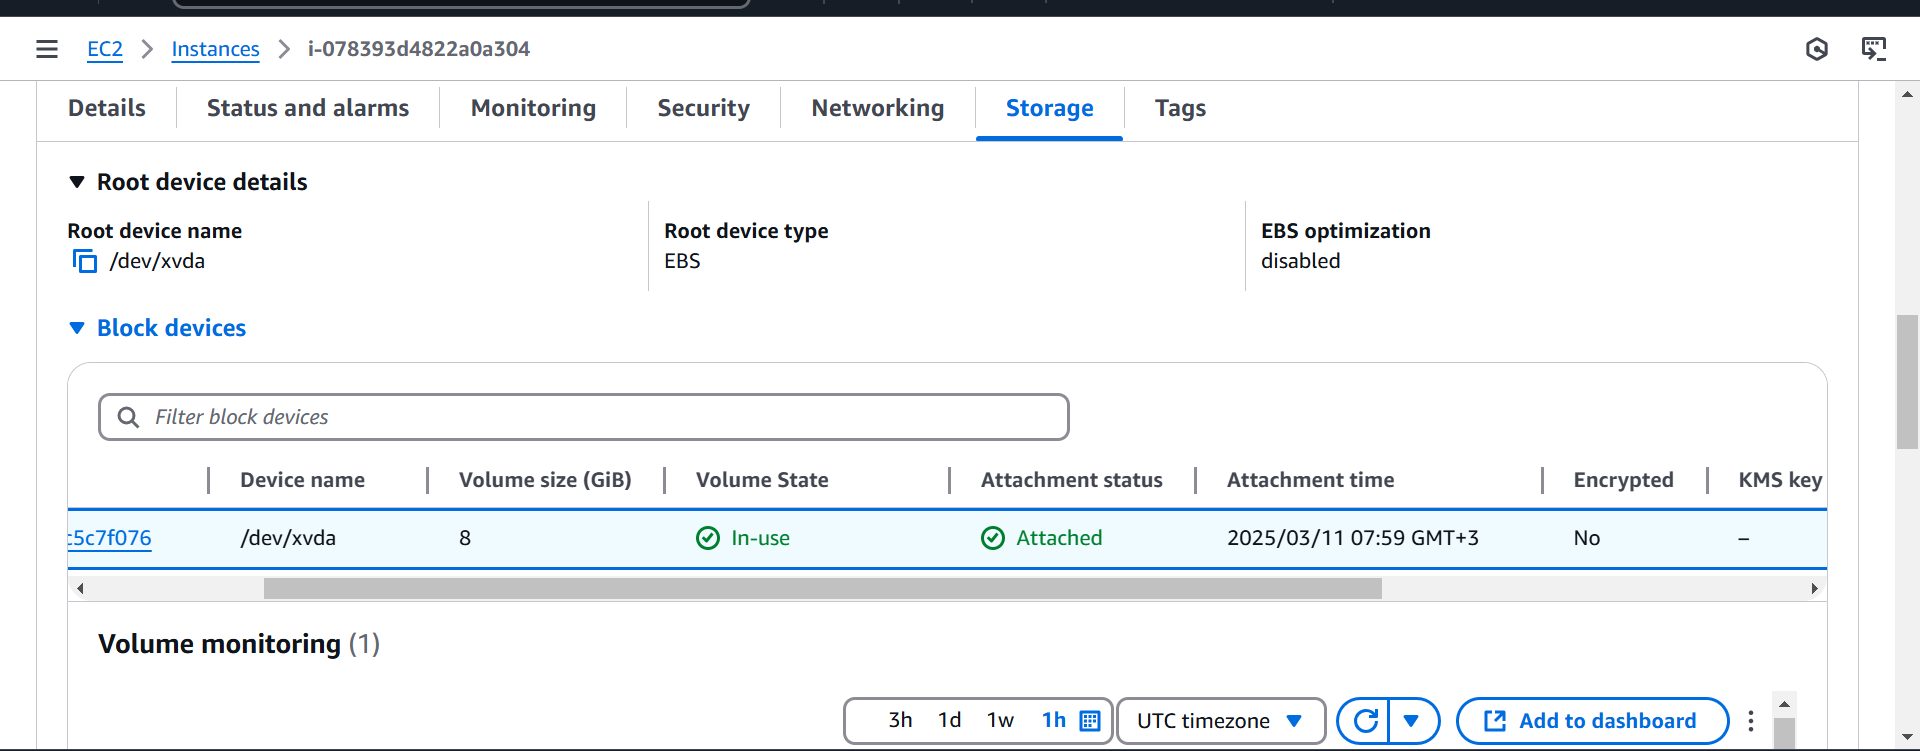 EC2 > Instances > i-078393d4822a0a304
Details Status and alarms Monitoring Security Networking Storage Tags
Root device details
Root device name Root device type EBS optimization
/dev/xvda EBS disabled
Block devices
Filter block devices
Device name Volume size (GiB) Volume State Attachment status Attachment time Encrypted KMS key
c5c7f076 /dev/xvda 8 In-use Attached 2025/03/11 07:59 GMT+3 No –
Volume monitoring (1)
3h 1d 1w 1h UTC timezone Add to dashboard